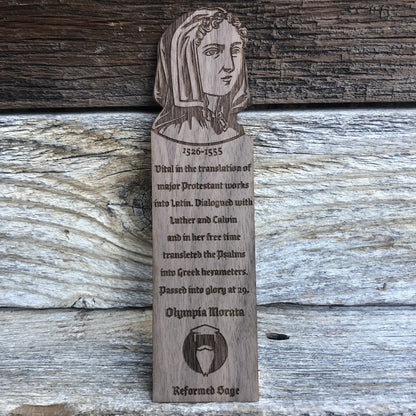 1526-1555
Vital in the translation of
major Protestant works
into Latin. Dialogued with
Luther and Calvin
and in her free time
translated the Psalms
into Greek hexameters.
Passed into glory at 29.
Olympia Morata
Reformed Sage